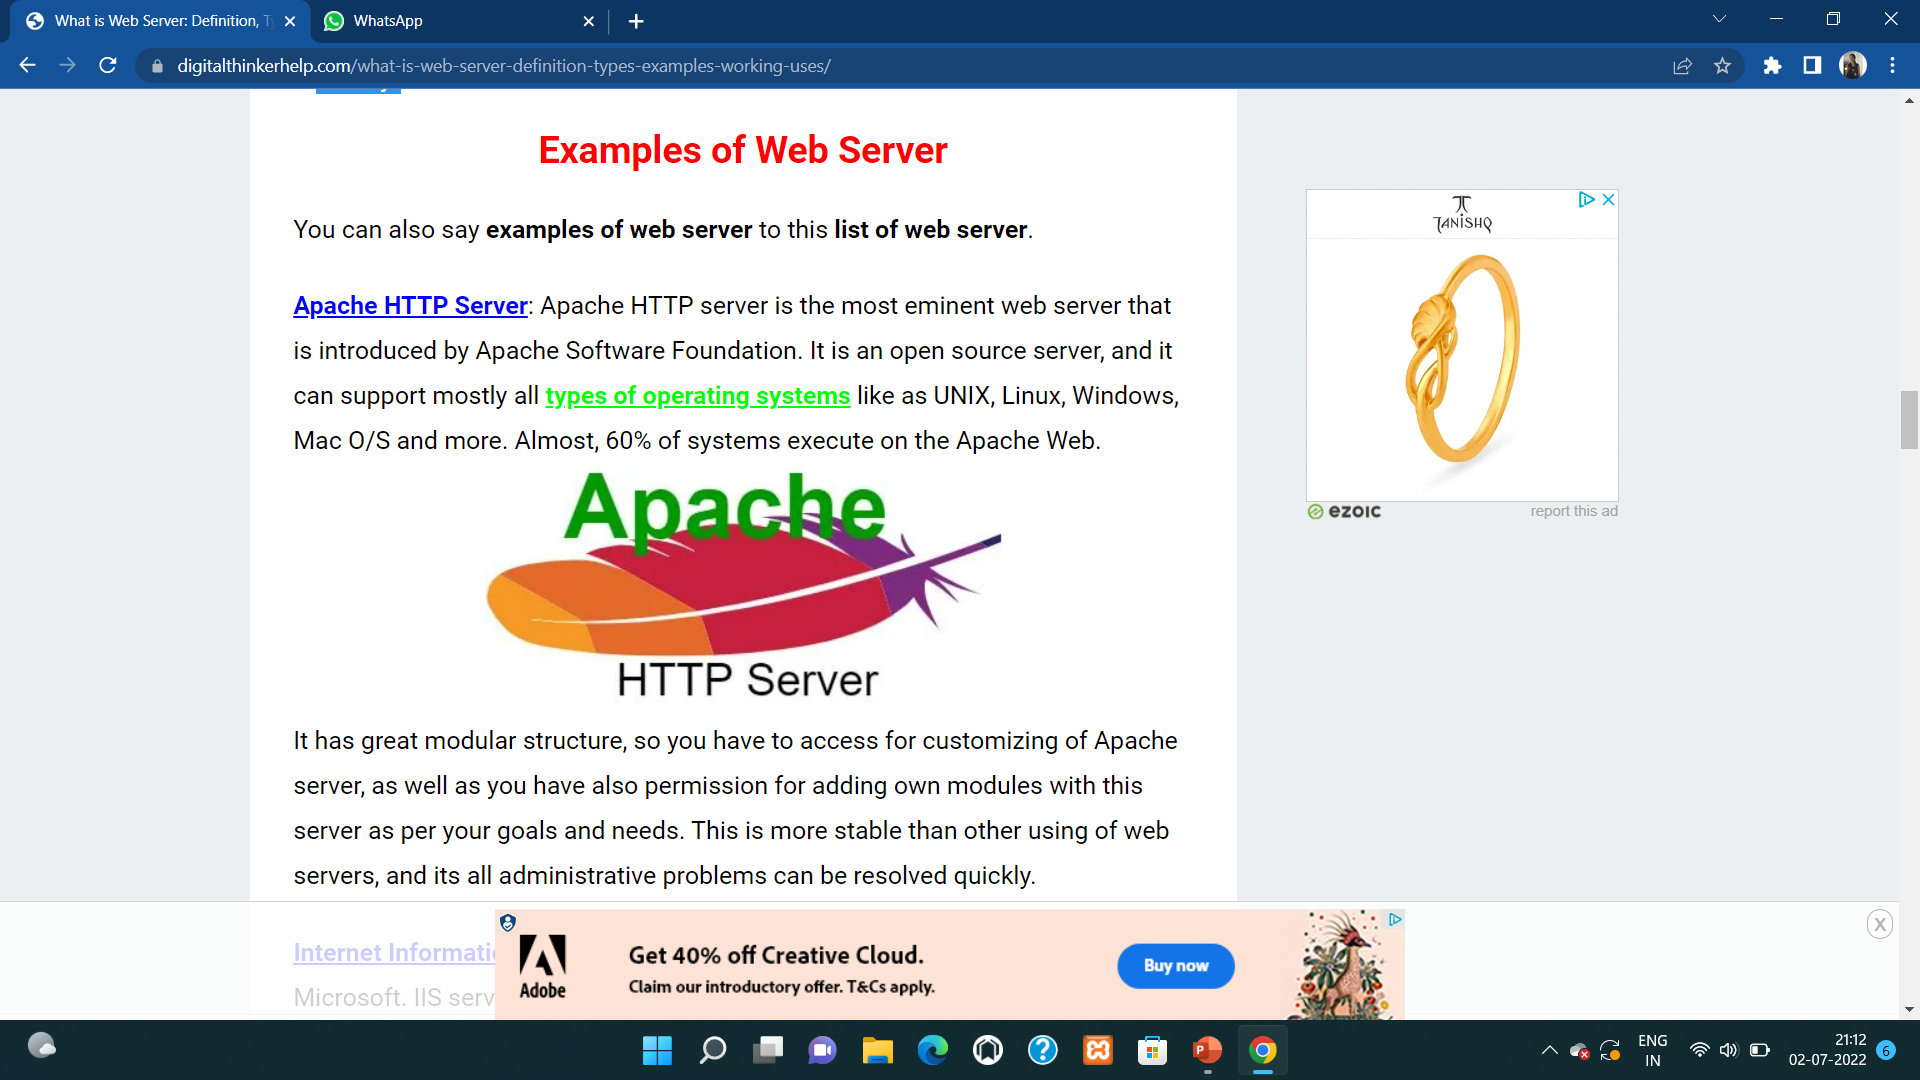 What is Web Server: Definition, T
WhatsApp
digitalthinkerhelp.com/what-is-web-server-definition-types-examples-working-uses/
Examples of Web Server
You can also say examples of web server to this list of web server.
Apache HTTP Server: Apache HTTP server is the most eminent web server that
is introduced by Apache Software Foundation. It is an open source server, and it
can support mostly all types of operating systems like as UNIX, Linux, Windows,
Mac O/S and more. Almost, 60% of systems execute on the Apache Web.
Apache
HTTP Server
It has great modular structure, so you have to access for customizing of Apache
server, as well as you have also permission for adding own modules with this
server as per your goals and needs. This is more stable than other using of web
servers, and its all administrative problems can be resolved quickly.
Internet Informati
Microsoft. IIS serv
TANISHQ
ezoic
report this ad
Adobe
Get 40% off Creative Cloud.
Claim our introductory offer. T&Cs apply.
Buy now
X
P
ENG
IN
21:12
02-07-2022
6